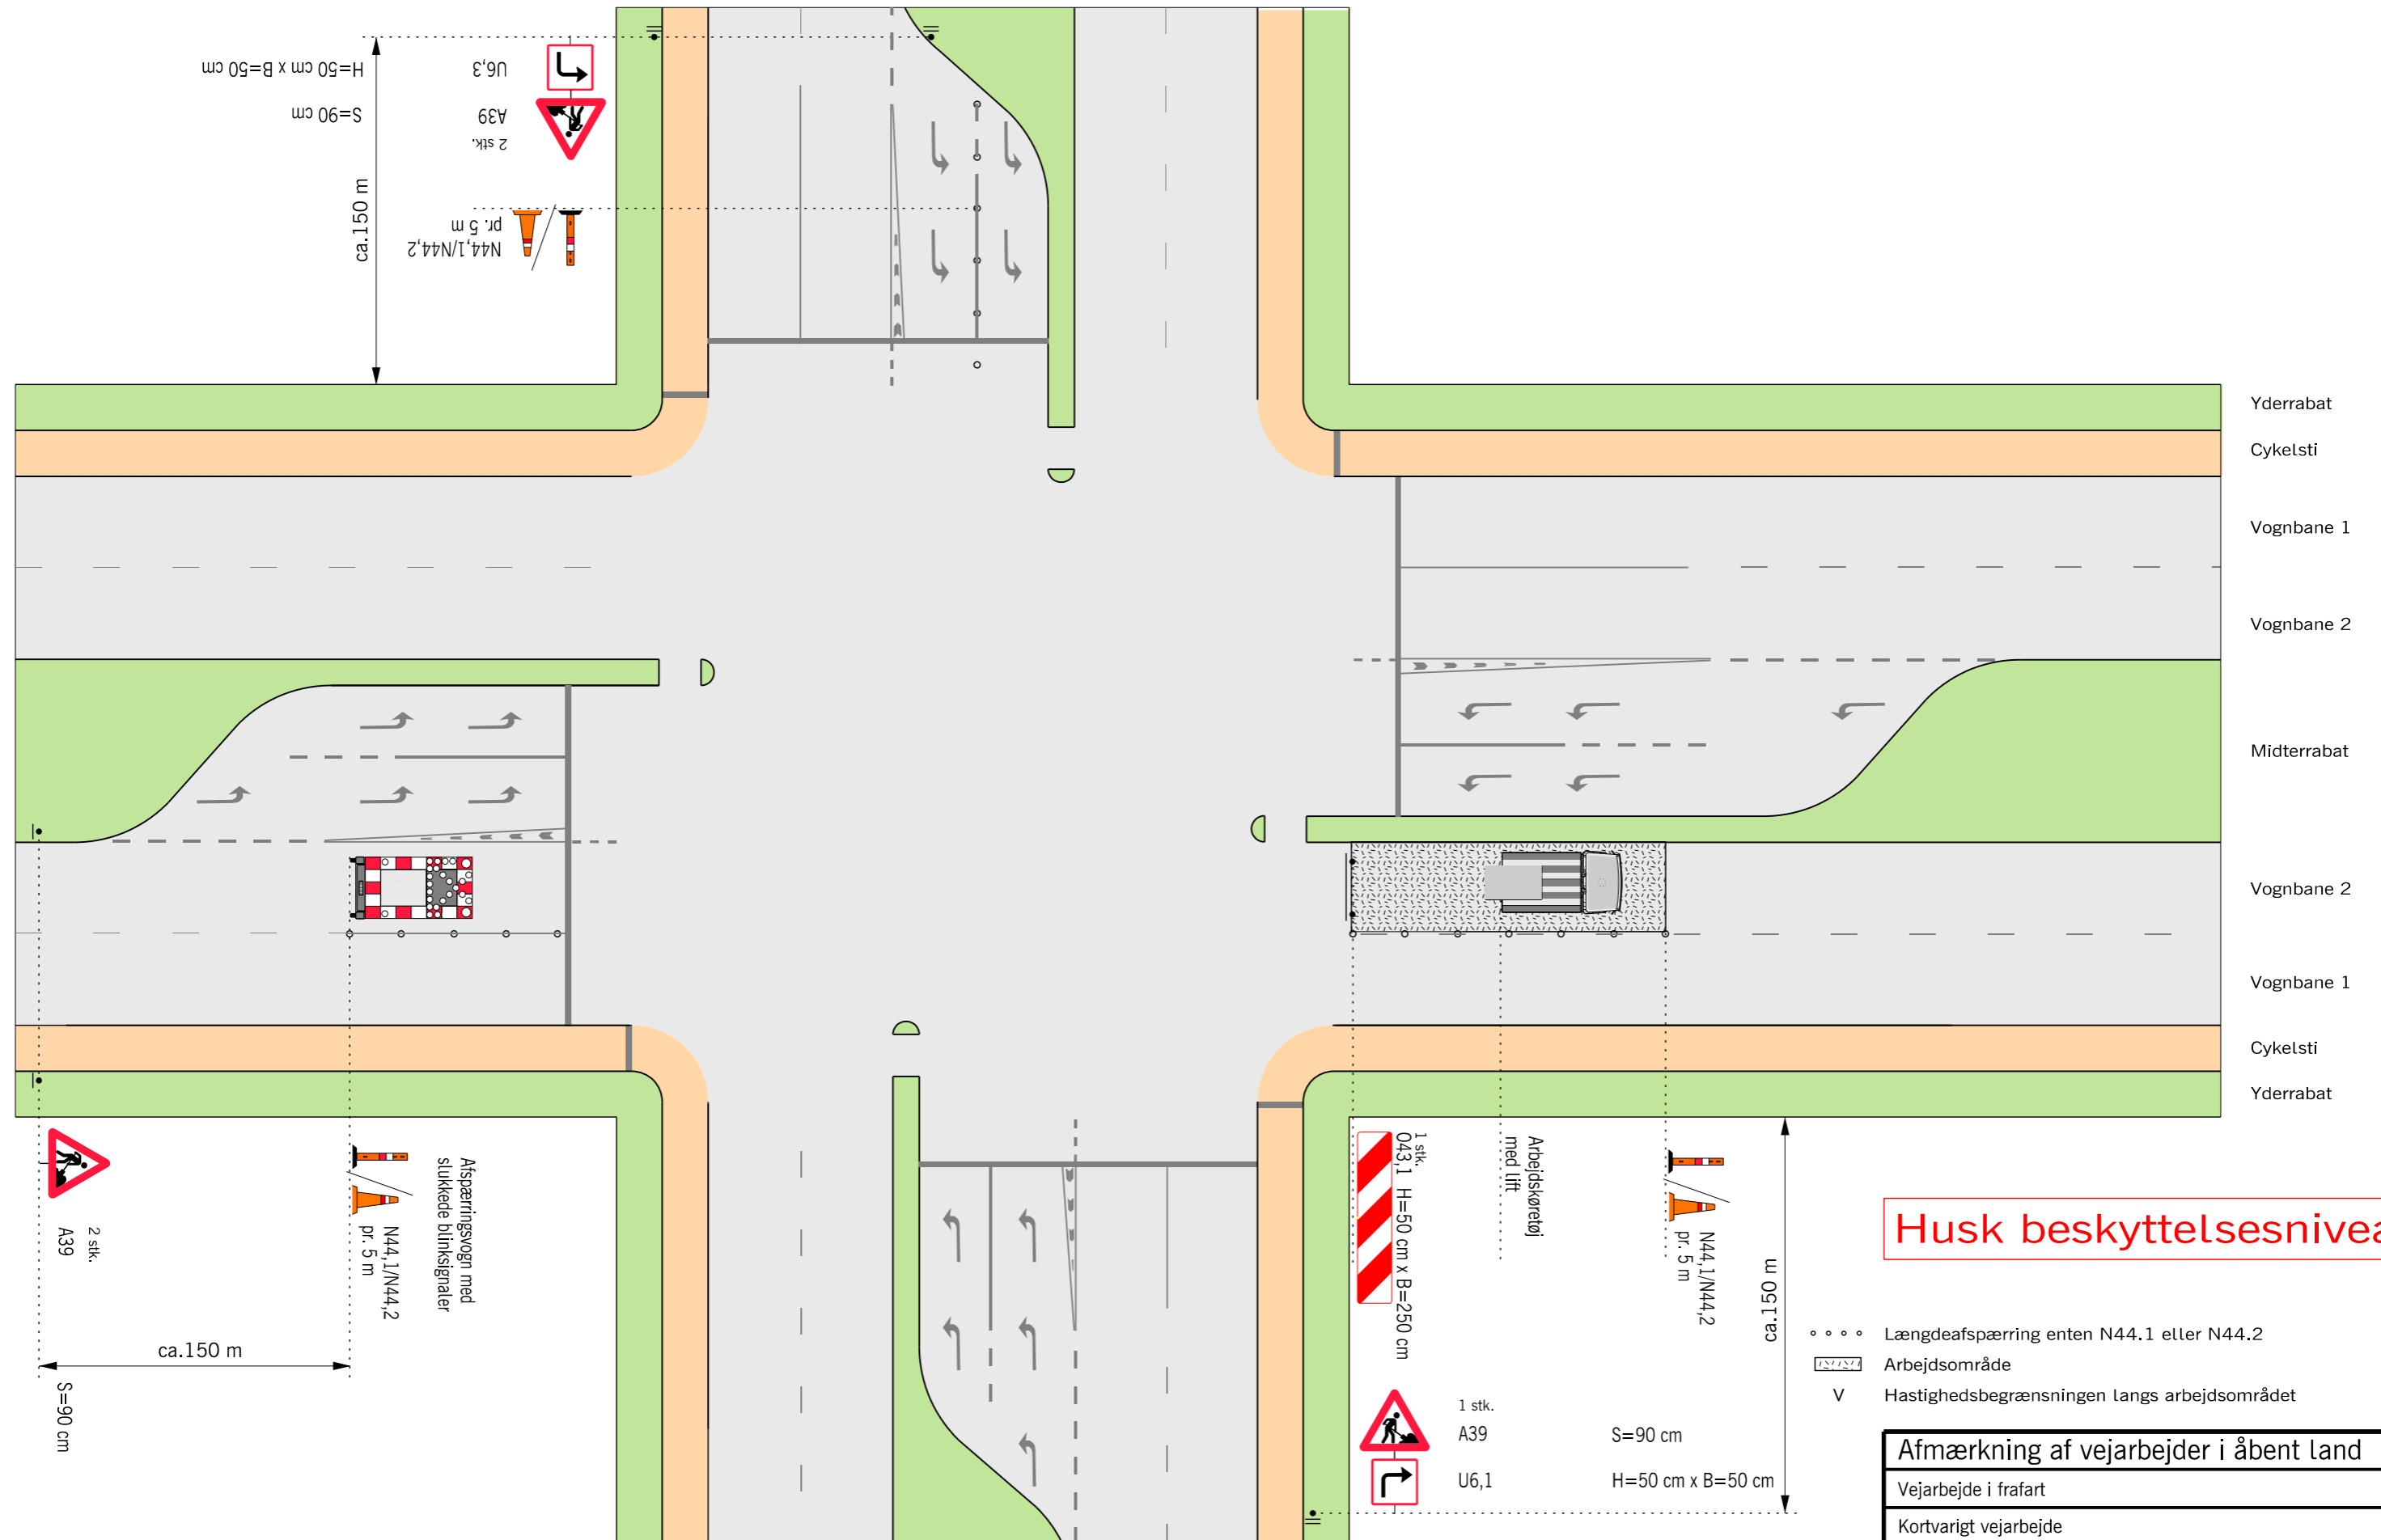 H=50 cm x B=50 cm
U6,3
S=90 cm
A39
2 stk.
ca.150 m
N44,1/N44,2
pr. 5 m
Yderrabat
Cykelsti
Vognbane 1
Vognbane 2
Midterrabat
Vognbane 2
Vognbane 1
Cykelsti
Yderrabat
2 stk.
A39
S=90 cm
ca.150 m
N44,1/N44,2
pr. 5 m
Afspærringsvogn med
slukkede blinksignaler
1 stk.
O43,1 H=50 cm x B=250 cm
Arbejdskøretøj
med lift
N44,1/N44,2
pr. 5 m
ca.150 m
1 stk.
A39 S=90 cm
U6,1 H=50 cm x B=50 cm
Husk beskyttelsesnivea
Længdeafspærring enten N44.1 eller N44.2
Arbejdsområde
V Hastighedsbegrænsningen langs arbejdsområdet
Afmærkning af vejarbejder i åbent land
Vejarbejde i frafart
Kortvarigt vejarbejde